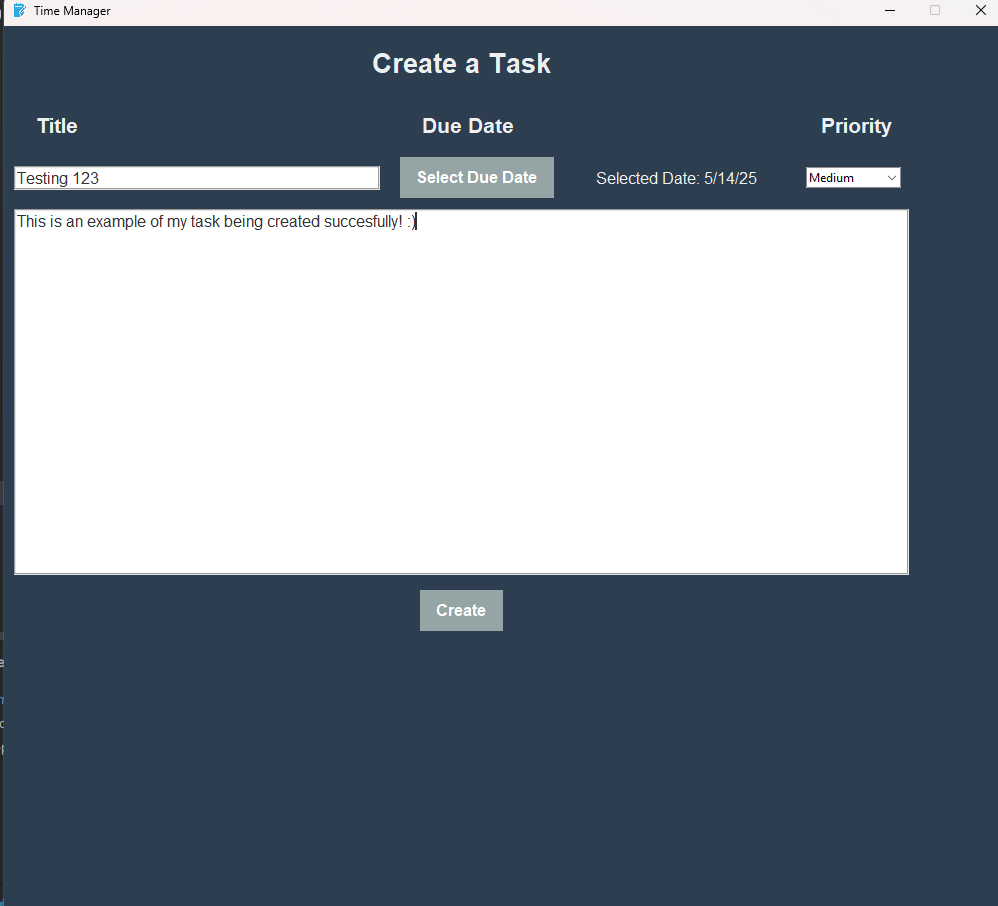 Time Manager
Create a Task
Title Due Date Priority
Testing 123 Select Due Date Selected Date: 5/14/25 Medium
This is an example of my task being created succesfully! :)
Create